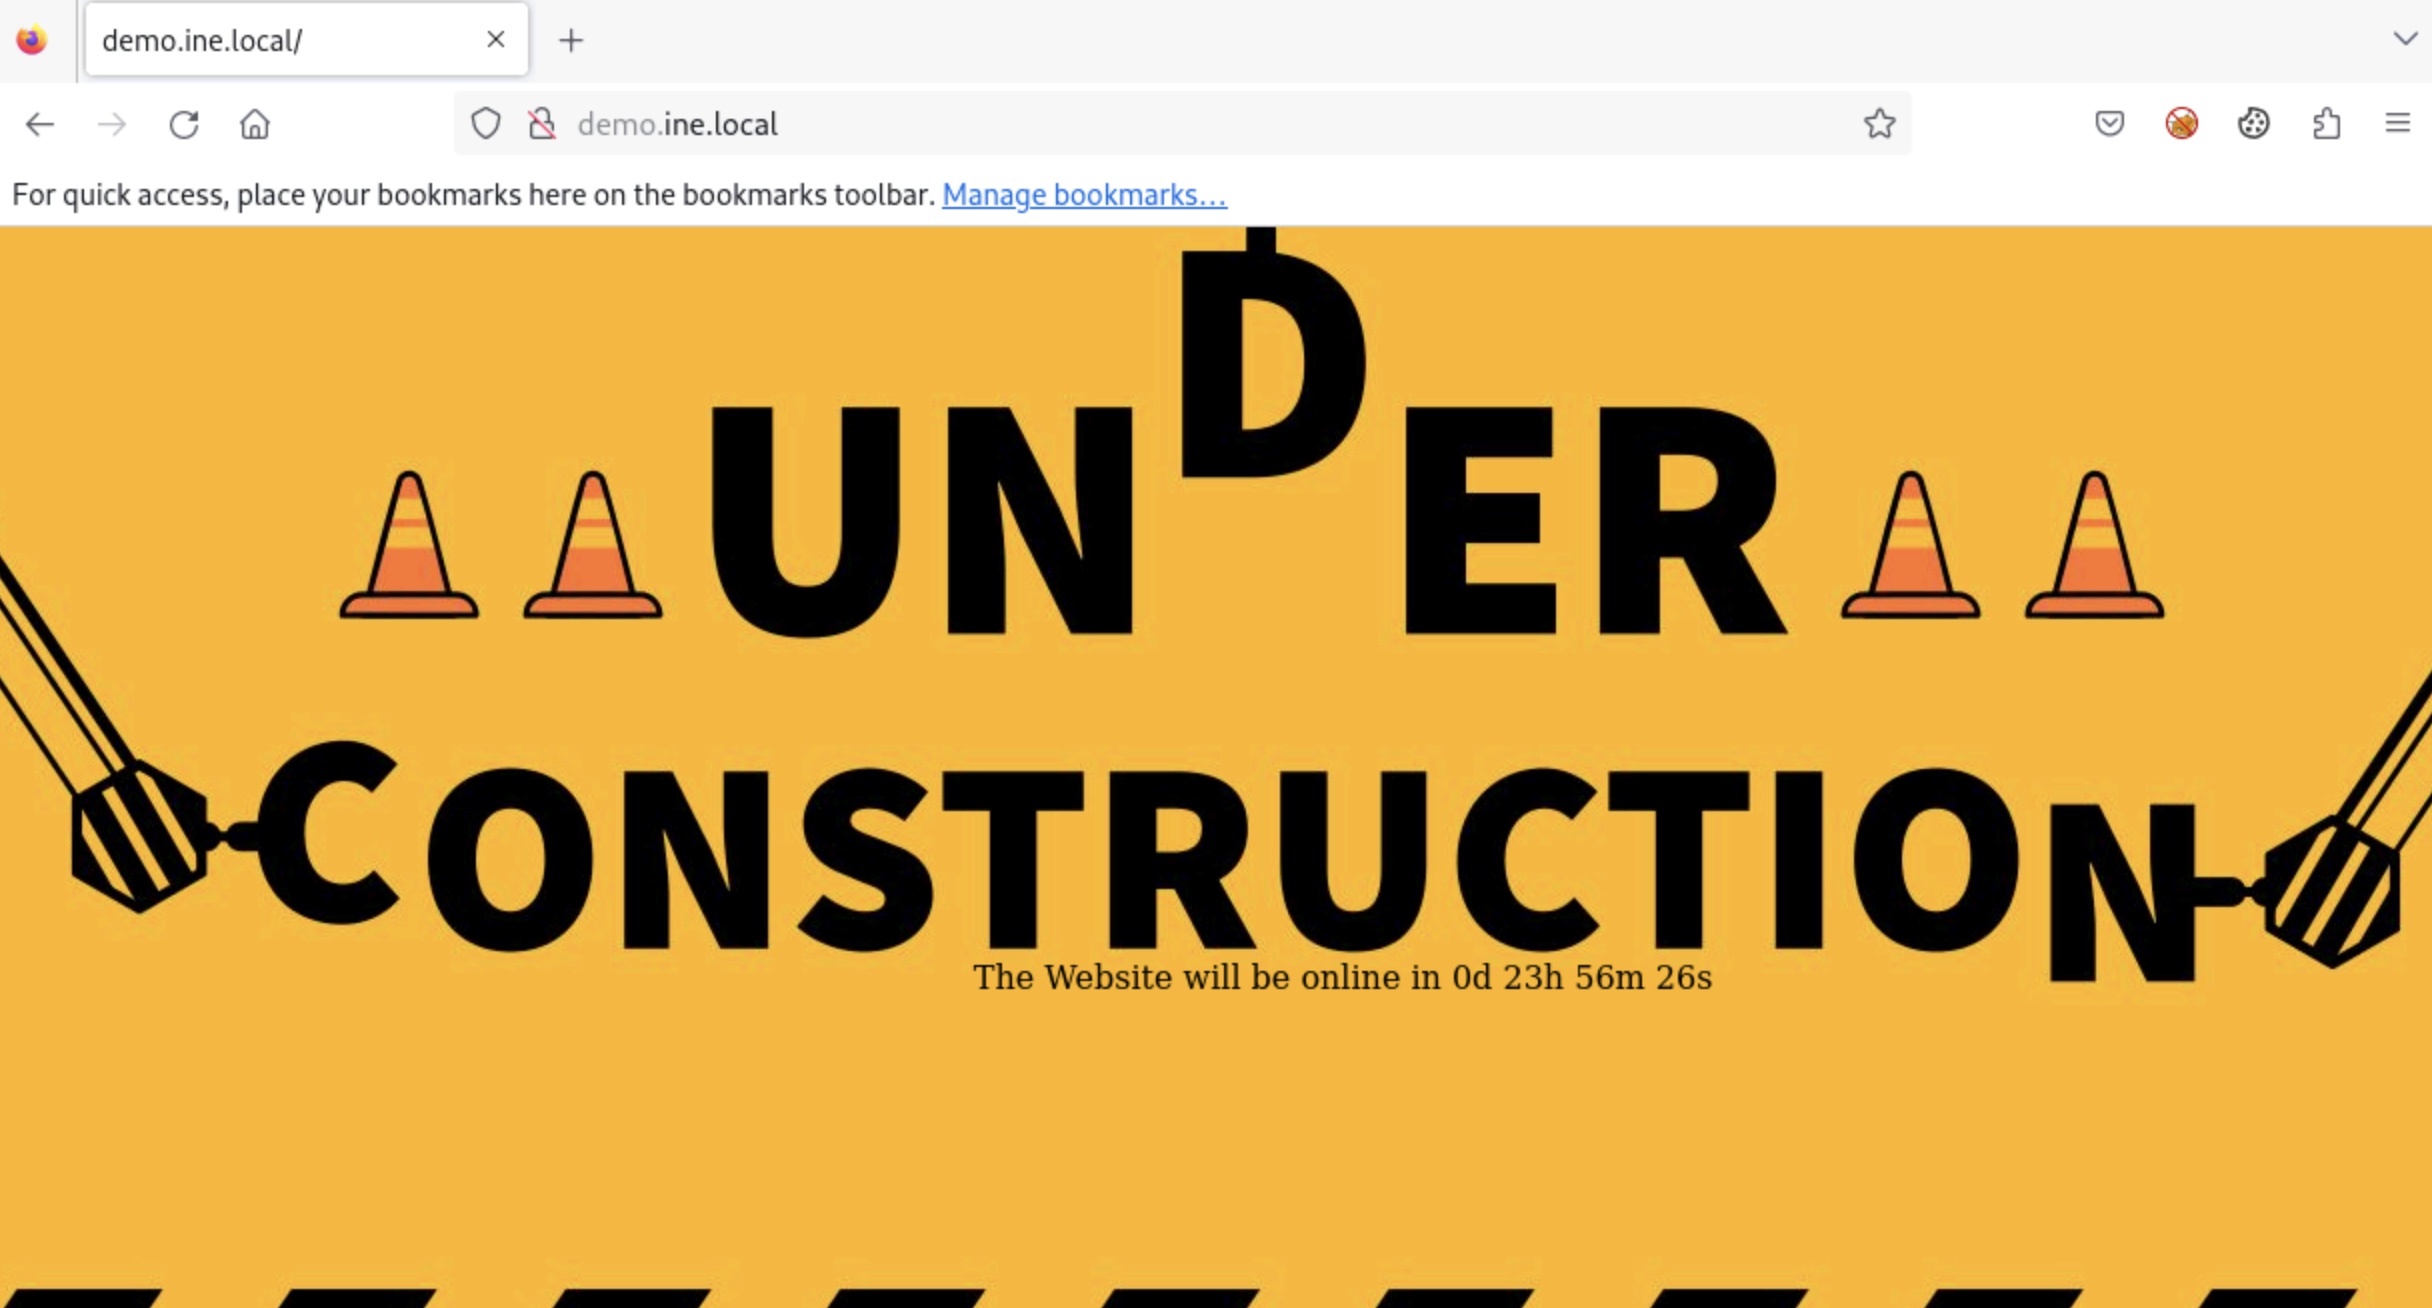 demo.ine.local/
demo.ine.local
For quick access, place your bookmarks here on the bookmarks toolbar. Manage bookmarks...
UNDER
CONSTRUCTION
The Website will be online in 0d 23h 56m 26s